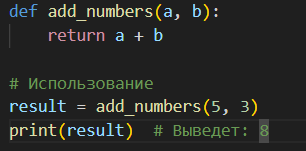 def add_numbers(a, b):
    return a + b
# Использование
result = add_numbers(5, 3)
print(result)  # Выведет: 8